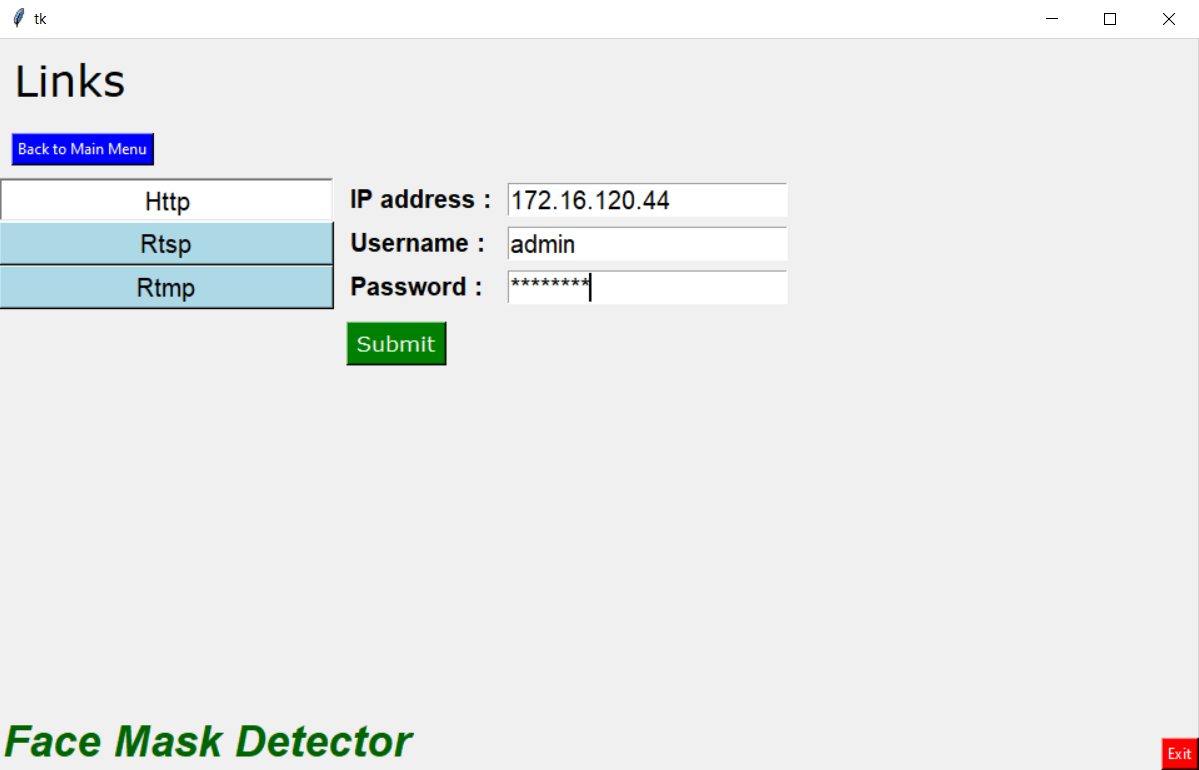 tk
Links
Back to Main Menu
Http
IP address : 172.16.120.44
Rtsp
Username : admin
Rtmp
Password : ********
Submit
Face Mask Detector
Exit